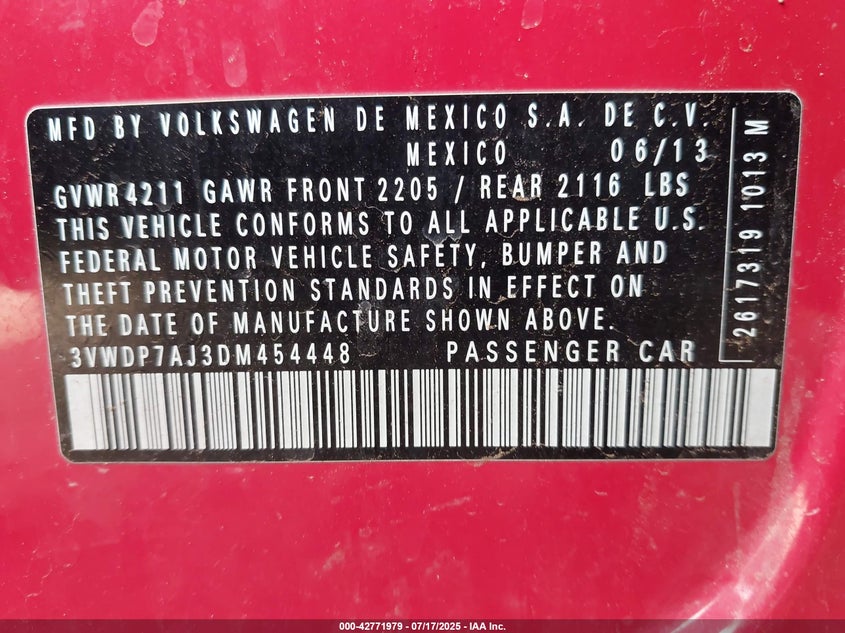 MFD BY VOLKSWAGEN DE MEXICO S.A. DE C.V.
MEXICO 06/13
GVWR 4211 GAWR FRONT 2205 / REAR 2116 LBS
THIS VEHICLE CONFORMS TO ALL APPLICABLE U.S.
FEDERAL MOTOR VEHICLE SAFETY, BUMPER AND
THEFT PREVENTION STANDARDS IN EFFECT ON
THE DATE OF MANUFACTURE SHOWN ABOVE.
3VWDP7AJ3DM454448 PASSENGER CAR
2617319 1013 M
000-42771979 | 07/17/2025 | IAA Inc.